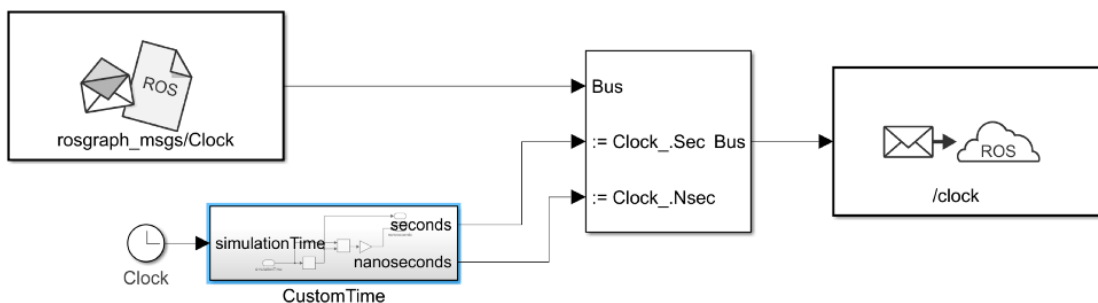 ROS
rosgraph_msgs/Clock
Bus
:= Clock_.Sec Bus
:= Clock_.Nsec
ROS
/clock
seconds
simulationTime
nanoseconds
Clock
CustomTime